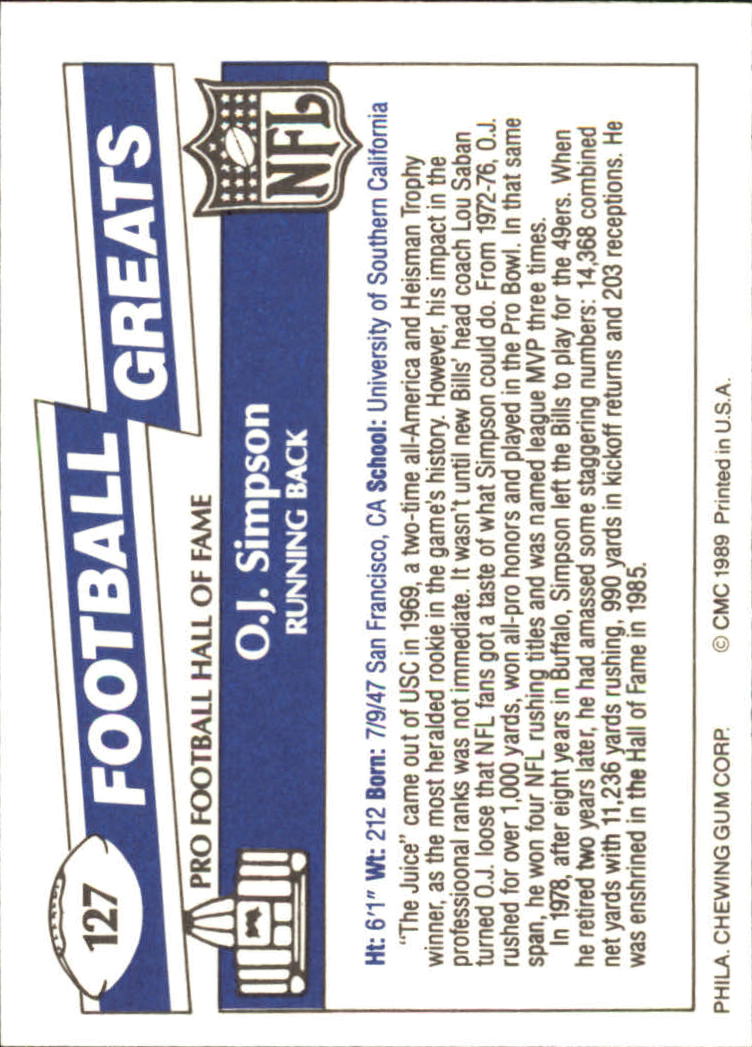 127
FOOTBALL
GREATS
PRO FOOTBALL HALL OF FAME
O.J. Simpson
RUNNING BACK
NFL
Ht: 6'1" Wt: 212 Born: 7/9/47 San Francisco, CA School: University of Southern California
"The Juice" came out of USC in 1969, a two-time all-America and Heisman Trophy
winner, as the most heralded rookie in the game's history. However, his impact in the
professioonal ranks was not immediate. It wasn't until new Bills' head coach Lou Saban
turned O.J. loose that NFL fans got a taste of what Simpson could do. From 1972-76, O.J.
rushed for over 1,000 yards, won all-pro honors and played in the Pro Bowl. In that same
span, he won four NFL rushing titles and was named league MVP three times.
In 1978, after eight years in Buffalo, Simpson left the Bills to play for the 49ers. When
he retired two years later, he had amassed some staggering numbers: 14,368 combined
net yards with 11,236 yards rushing, 990 yards in kickoff returns and 203 receptions. He
was enshrined in the Hall of Fame in 1985.
PHILA. CHEWING GUM CORP. © CMC 1989 Printed in U.S.A.